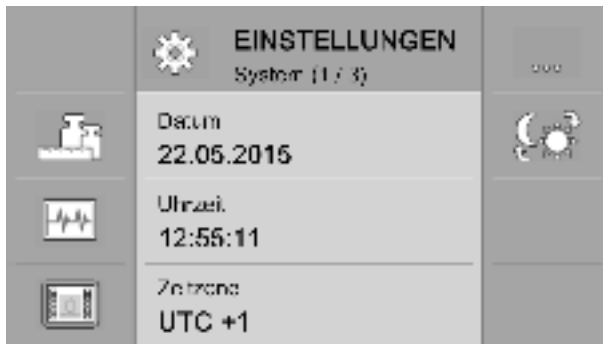 EINSTELLUNGEN
System (1 / 3)
...
Datum
22.05.2015
Uhrzeit
12:55:11
Zeitzone
UTC +1